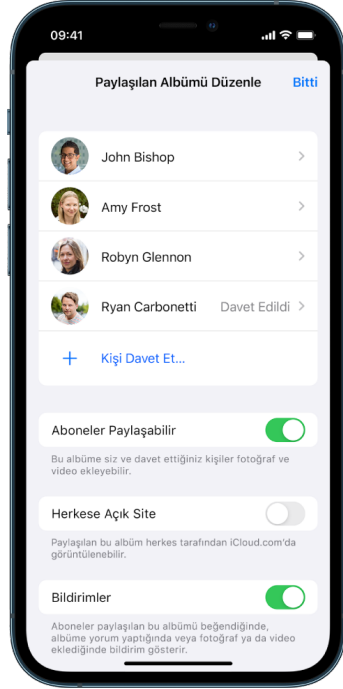 09:41
Paylaşılan Albümü Düzenle Bitti
John Bishop
Amy Frost
Robyn Glennon
Ryan Carbonetti Davet Edildi
Kişi Davet Et...
Aboneler Paylaşabilir
Bu albüme siz ve davet ettiğiniz kişiler fotoğraf ve
video ekleyebilir.
Herkese Açık Site
Paylaşılan bu albüm herkes tarafından iCloud.com'da
görüntülenebilir.
Bildirimler
Aboneler paylaşılan bu albümü beğendiğinde,
albüme yorum yaptığında veya fotoğraf ya da video
eklediğinde bildirim gösterir.